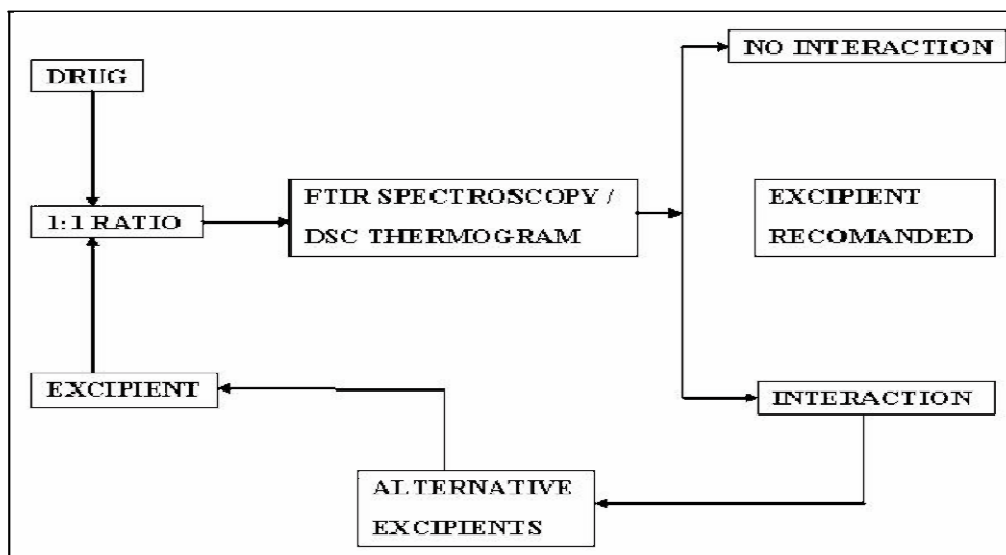 DRUG
1:1 RATIO
EXCIPIENT
FTIR SPECTROSCOPY /
DSC THERMOGRAM
NO INTERACTION
EXCIPIENT
RECOMANDED
INTERACTION
ALTERNATIVE
EXCIPIENTS